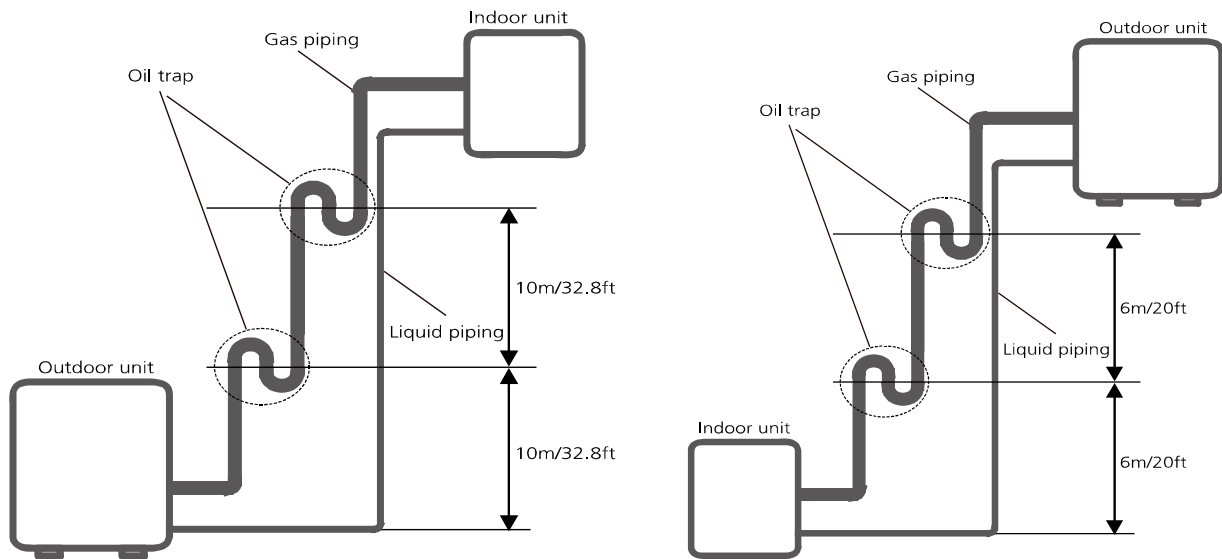 Indoor unit
Gas piping
Oil trap
10m/32.8ft
Liquid piping
Outdoor unit
10m/32.8ft
Outdoor unit
Gas piping
Oil trap
6m/20ft
Liquid piping
Indoor unit
6m/20ft